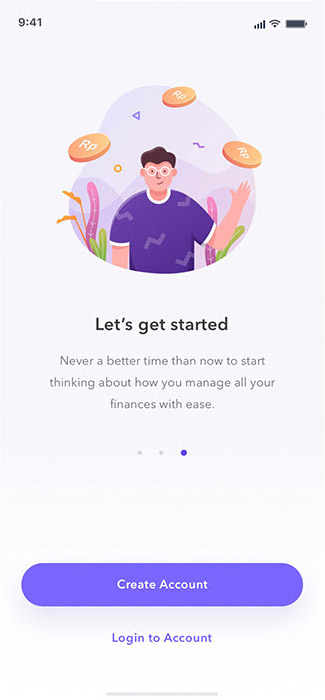 9:41
Rp
Rp
Rp
Let's get started
Never a better time than now to start
thinking about how you manage all your
finances with ease.
Create Account
Login to Account